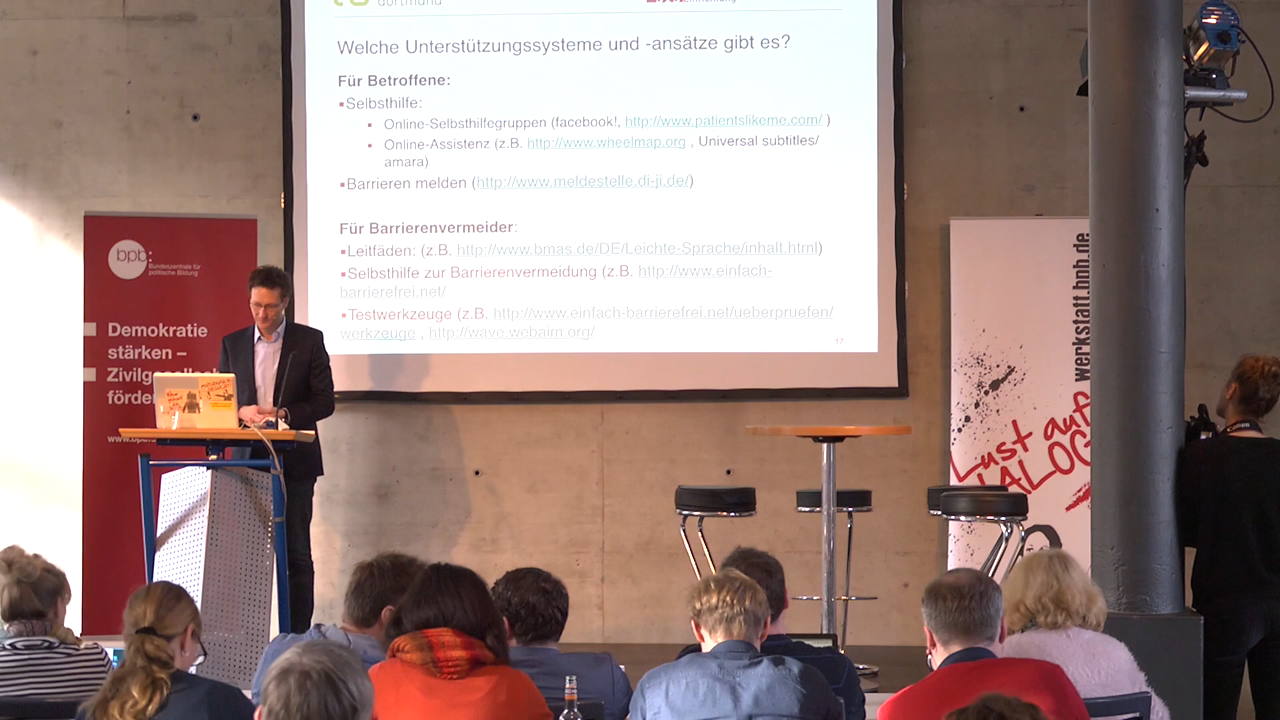 dortmund
Welche Unterstützungssysteme und -ansätze gibt es?
Für Betroffene:
▪Selbsthilfe:
▪ Online-Selbsthilfegruppen (facebook!, http://www.patientslikeme.com/ )
▪ Online-Assistenz (z.B. http://www.wheelmap.org , Universal subtitles/
amara)
▪Barrieren melden (http://www.meldestelle.di-ji.de/)
Für Barrierenvermeider:
▪Leitfaden: (z.B. http://www.bmas.de/DE/Leichte-Sprache/inhalt.html)
▪Selbsthilfe zur Barrierenvermeidung (z.B. http://www.einfach-
barrierefrei.net/
▪Testwerkzeuge (z.B. http://www.einfach-barrierefrei.net/ueberpruefen/
werkzeuge , http://wave.webaim.org/
17
bpb:
Bundeszentrale für
politische Bildung
Demokratie
stärken –
Lust auf
werkstatt.bpb.de